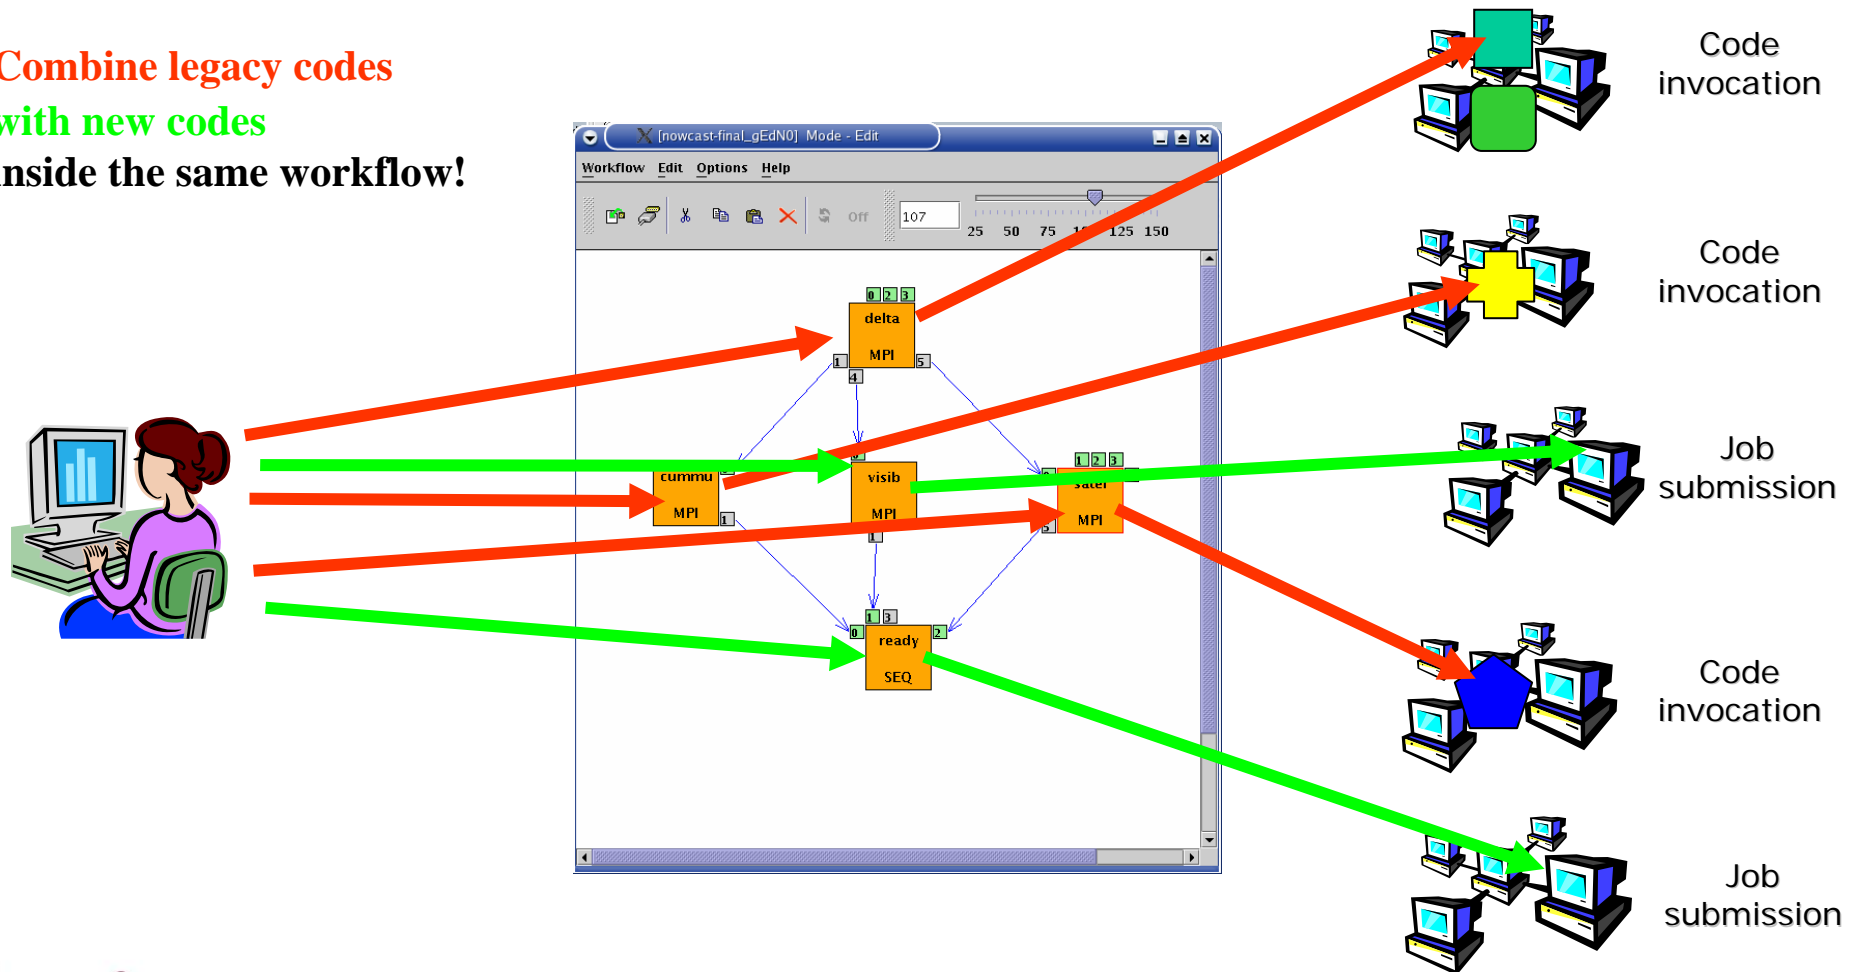 Combine legacy codes
with new codes
inside the same workflow!
[nowcast-final_gEdN0] Mode - Edit
Workflow Edit Options Help
Off 107
25 50 75 125 150
0 2 3
delta
MPI
1 5
4
1 2 3
cummu
MPI
1
visib
MPI
1
satel
MPI
5
1 3
0 2
ready
SEQ
Code
invocation
Code
invocation
Job
submission
Code
invocation
Job
submission